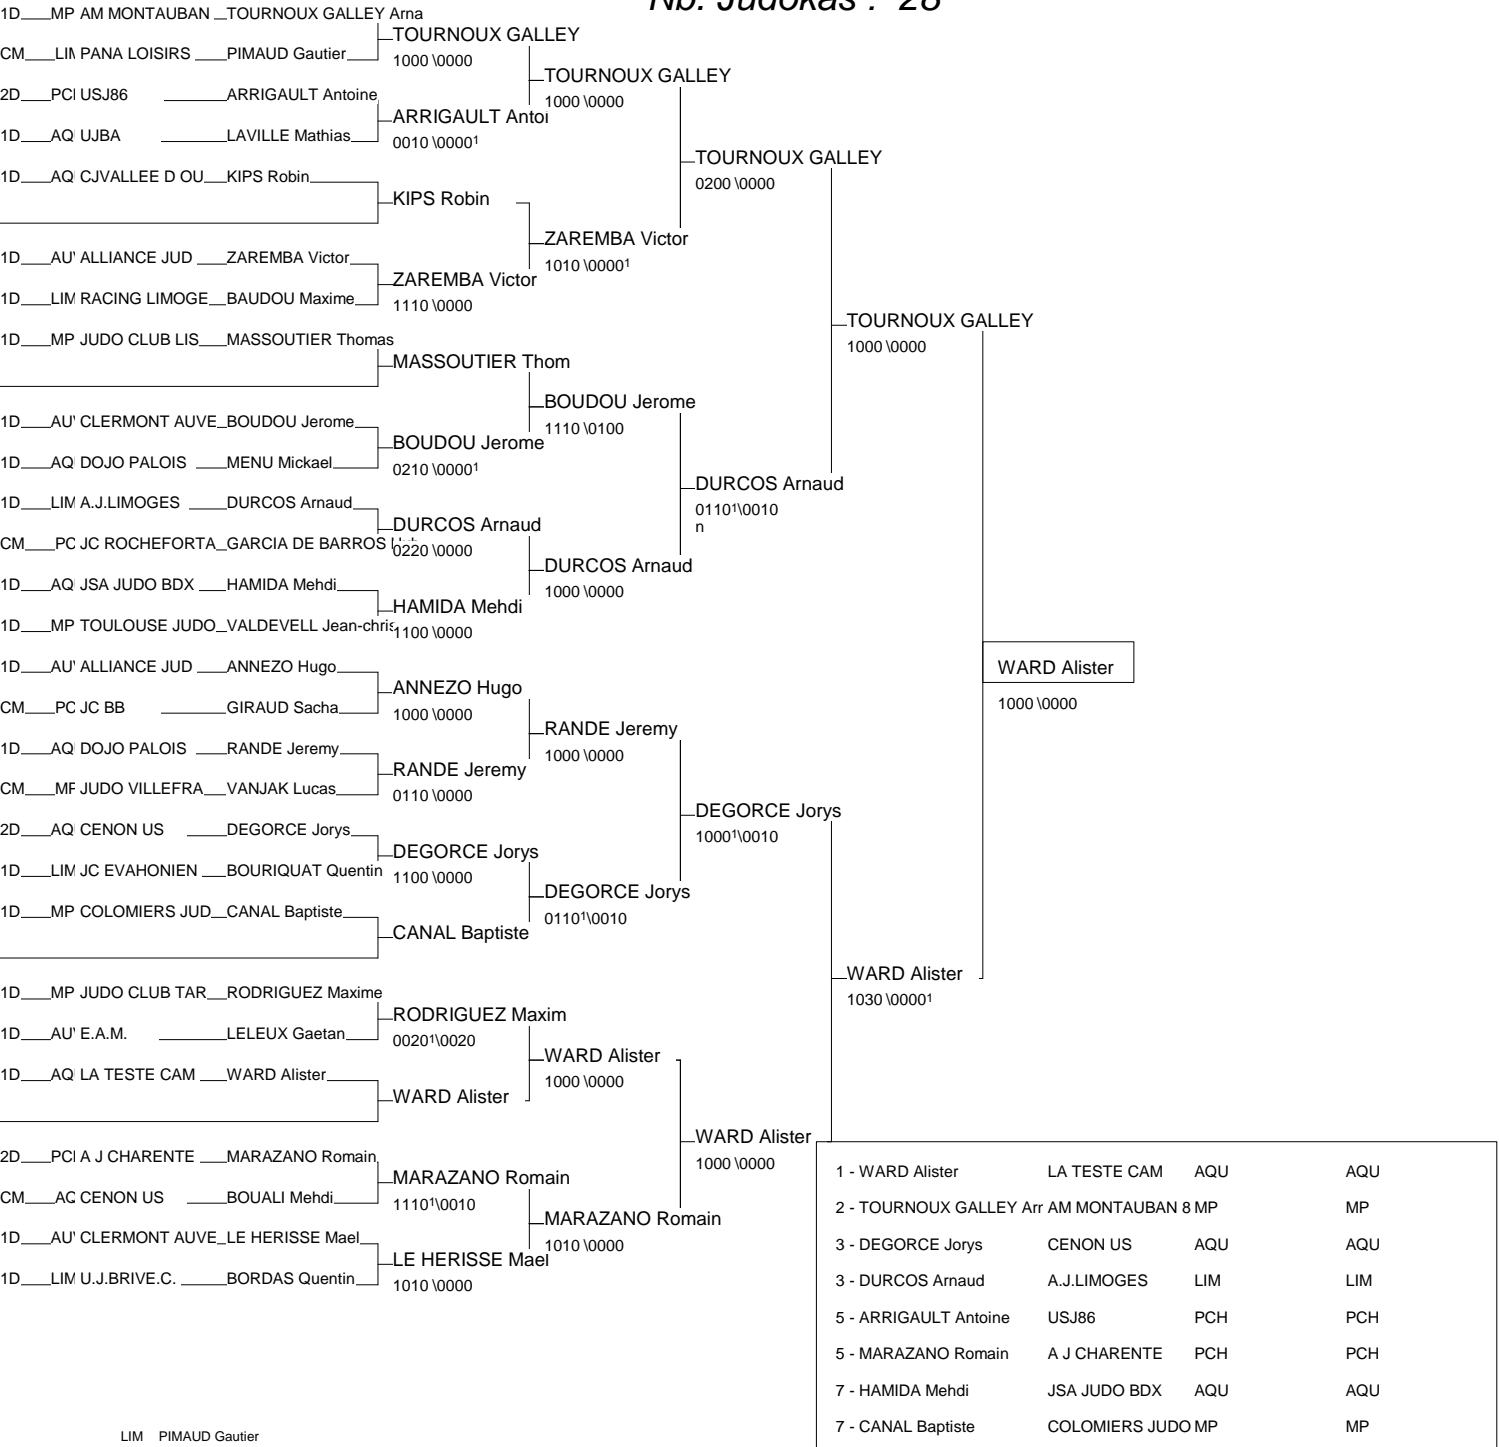 Nb. Judokas : 28
1D MP AM MONTAUBAN TOURNOUX GALLEY Arna
TOURNOUX GALLEY
CM LIM PANA LOISIRS PIMAUD Gautier
1000 \0000
TOURNOUX GALLEY
2D PCH USJ86 ARRIGAULT Antoine
1000 \0000
ARRIGAULT Antoi
1D AQ UJBA LAVILLE Mathias
0010 \0000¹
TOURNOUX GALLEY
1D AQ CJVALLEE D OU KIPS Robin
0200 \0000
KIPS Robin
ZAREMBA Victor
1D AU ALLIANCE JUD ZAREMBA Victor
1010 \0000¹
ZAREMBA Victor
1D LIM RACING LIMOGE BAUDOU Maxime
1110 \0000
TOURNOUX GALLEY
1D MP JUDO CLUB LIS MASSOUTIER Thomas
1000 \0000
MASSOUTIER Thom
BOUDOU Jerome
1D AU CLERMONT AUVE BOUDOU Jerome
1110 \0100
BOUDOU Jerome
1D AQ DOJO PALOIS MENU Mickael
0210 \0000¹
DURCOS Arnaud
1D LIM A.J.LIMOGES DURCOS Arnaud
0110¹\0010
n
DURCOS Arnaud
CM PC JC ROCHEFORTA GARCIA DE BARROS
0220 \0000
DURCOS Arnaud
1D AQ JSA JUDO BDX HAMIDA Mehdi
1000 \0000
HAMIDA Mehdi
1D MP TOULOUSE JUDO VALDEVELL Jean-chris
1100 \0000
1D AU ALLIANCE JUD ANNEZO Hugo
WARD Alister
ANNEZO Hugo
1000 \0000
CM PC JC BB GIRAUD Sacha
1000 \0000
RANDE Jeremy
1D AQ DOJO PALOIS RANDE Jeremy
1000 \0000
RANDE Jeremy
CM MP JUDO VILLEFRA VANJAK Lucas
0110 \0000
DEGORCE Jorys
2D AQ CENON US DEGORCE Jorys
1000¹\0010
DEGORCE Jorys
1D LIM JC EVAHONIEN BOURIQUAT Quentin
1100 \0000
DEGORCE Jorys
1D MP COLOMIERS JUD CANAL Baptiste
0110¹\0010
CANAL Baptiste
WARD Alister
1D MP JUDO CLUB TAR RODRIGUEZ Maxime
1030 \0000¹
RODRIGUEZ Maxim
1D AU E.A.M. LELEUX Gaetan
0020¹\0020
WARD Alister
1D AQ LA TESTE CAM WARD Alister
1000 \0000
WARD Alister
WARD Alister
2D PCH A J CHARENTE MARAZANO Romain
1000 \0000
MARAZANO Romain
CM AQ CENON US BOUALI Mehdi
1110¹\0010
MARAZANO Romain
1D AU CLERMONT AUVE LE HERISSE Mael
1010 \0000
LE HERISSE Mael
1D LIM U.J.BRIVE.C. BORDAS Quentin
1010 \0000
1 - WARD Alister LA TESTE CAM AQU AQU
2 - TOURNOUX GALLEY Arr AM MONTAUBAN 8 MP MP
3 - DEGORCE Jorys CENON US AQU AQU
3 - DURCOS Arnaud A.J.LIMOGES LIM LIM
5 - ARRIGAULT Antoine USJ86 PCH PCH
5 - MARAZANO Romain A J CHARENTE PCH PCH
7 - HAMIDA Mehdi JSA JUDO BDX AQU AQU
7 - CANAL Baptiste COLOMIERS JUDO MP MP
LIM PIMAUD Gautier